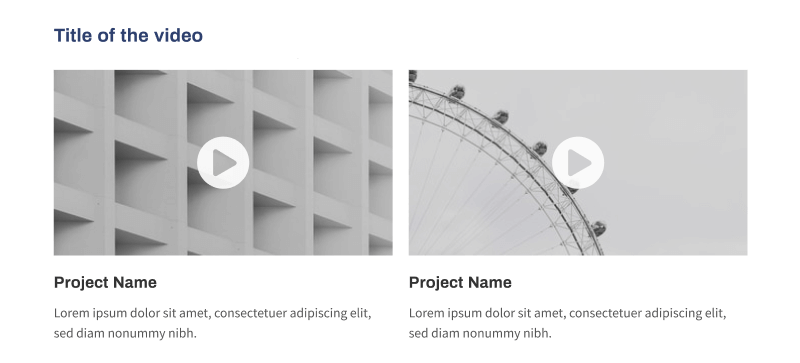 Title of the video
Project Name
Lorem ipsum dolor sit amet, consectetuer adipiscing elit,
sed diam nonummy nibh.
Project Name
Lorem ipsum dolor sit amet, consectetuer adipiscing elit,
sed diam nonummy nibh.